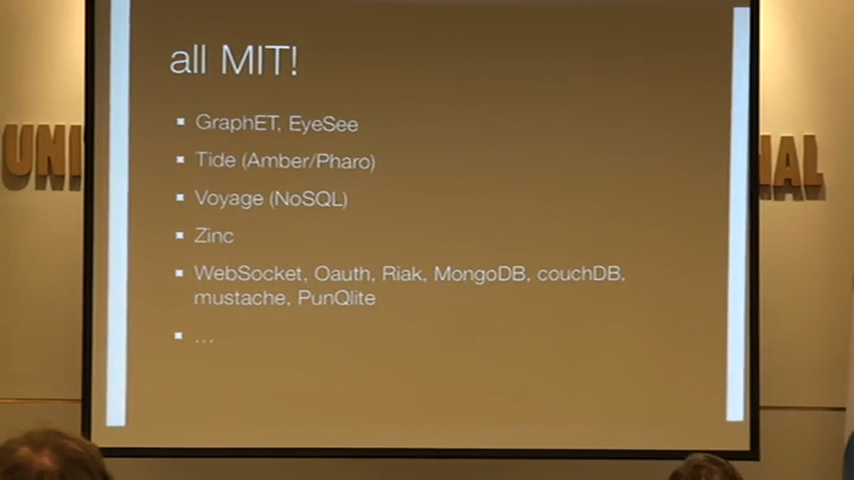 all MIT!
GraphET, EyeSee
Tide (Amber/Pharo)
Voyage (NoSQL)
Zinc
WebSocket, Oauth, Riak, MongoDB, couchDB,
mustache, PunQlite
...
UNI
NAL